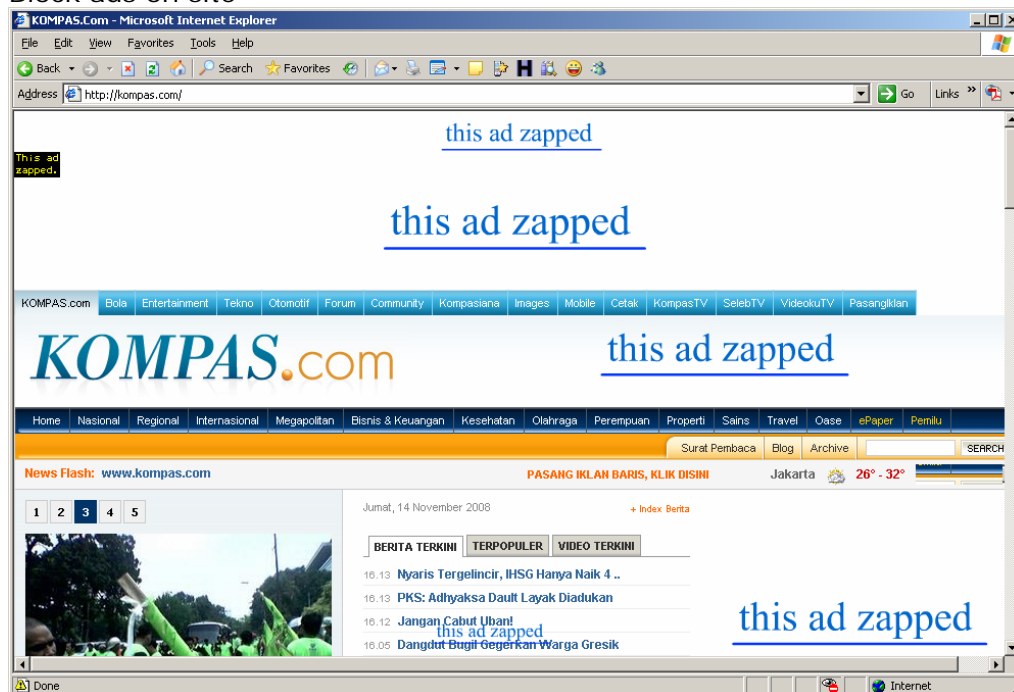 Block ads on site
KOMPAS.Com - Microsoft Internet Explorer
File Edit View Favorites Tools Help
Back Search Favorites
Address http://kompas.com/ Go Links »
this ad zapped
This ad
zapped.
this ad zapped
KOMPAS.com Bola Entertainment Tekno Otomotif Forum Community Kompasiana Images Mobile Cetak KompasTV SelebTV VideokuTV PasangIklan
KOMPAS.com
this ad zapped
Home Nasional Regional Internasional Megapolitan Bisnis & Keuangan Kesehatan Olahraga Perempuan Properti Sains Travel Oase ePaper Pemilu
Surat Pembaca Blog Archive SEARCH
News Flash: www.kompas.com PASANG IKLAN BARIS, KLIK DISINI Jakarta 26° - 32°
1 2 3 4 5
Jumat, 14 November 2008 + Index Berita
BERITA TERKINI TERPOPULER VIDEO TERKINI
16.13 Nyaris Tergelincir, IHSG Hanya Naik 4 ..
16.13 PKS: Adhyaksa Dault Layak Diadukan
16.12 Jangan Cabut Uban!
this ad zapped
16.05 Dangdut Bugil Gegerkan Warga Gresik
this ad zapped
Done Internet